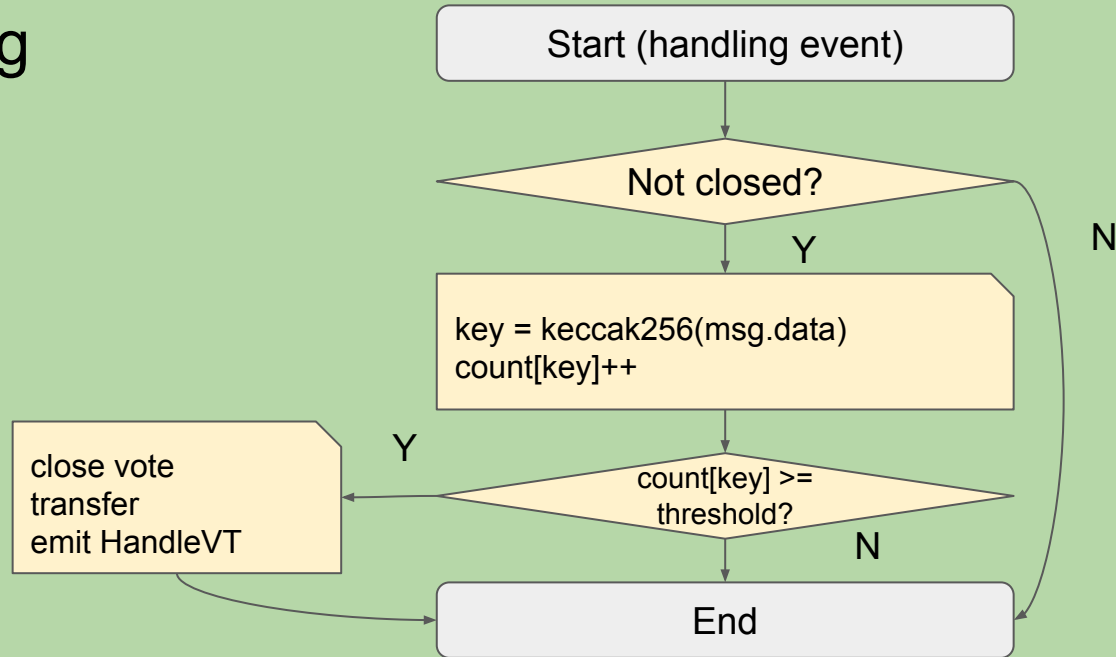 g
Start (handling event)
Not closed?
N
Y
key = keccak256(msg.data)
count[key]++
Y
close vote
transfer
emit HandleVT
count[key] >=
threshold?
N
End